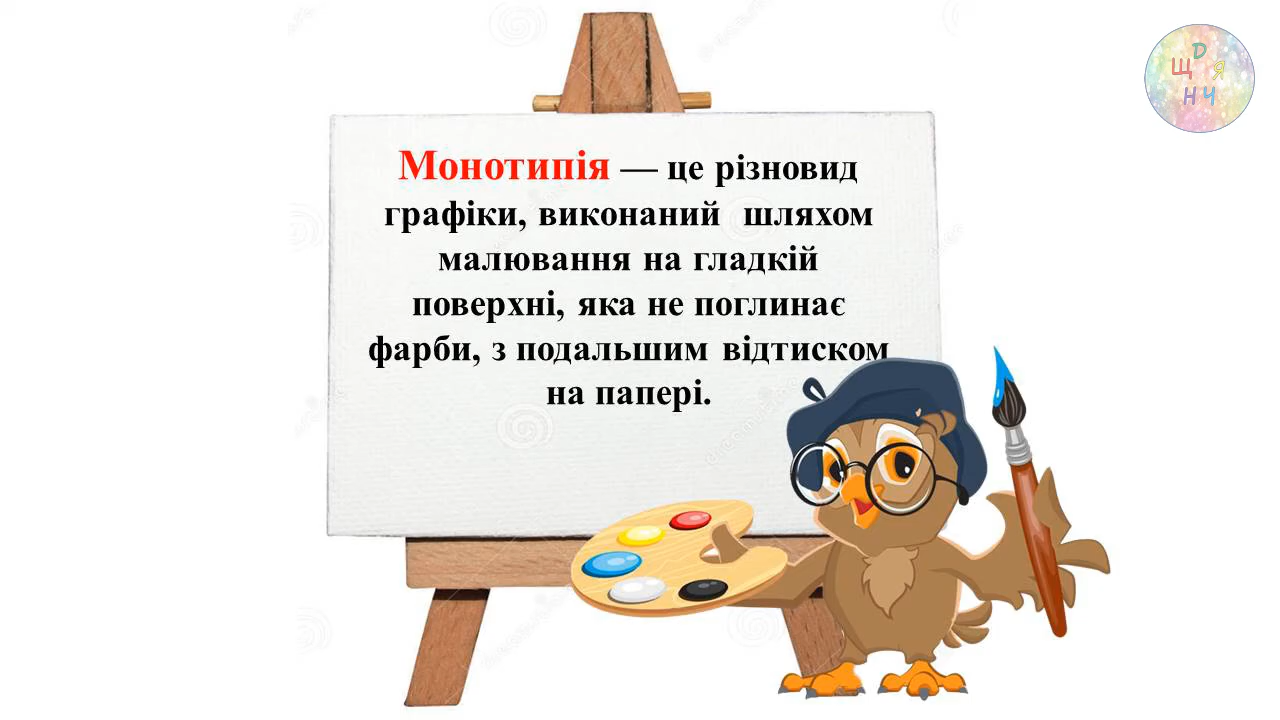 Монотипія — це різновид
графіки, виконаний шляхом
малювання на гладкій
поверхні, яка не поглинає
фарби, з подальшим відтиском
на папері.
D
Щ Я
Н Ч